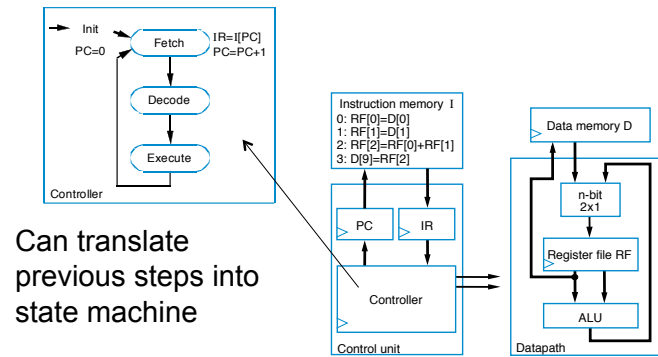 Init
PC=0
Fetch
IR=I[PC]
PC=PC+1
Decode
Execute
Controller
Can translate
previous steps into
state machine
Instruction memory I
0: RF[0]=D[0]
1: RF[1]=D[1]
2: RF[2]=RF[0]+RF[1]
3: D[9]=RF[2]
PC
IR
Controller
Control unit
Data memory D
n-bit
2x1
Register file RF
ALU
Datapath